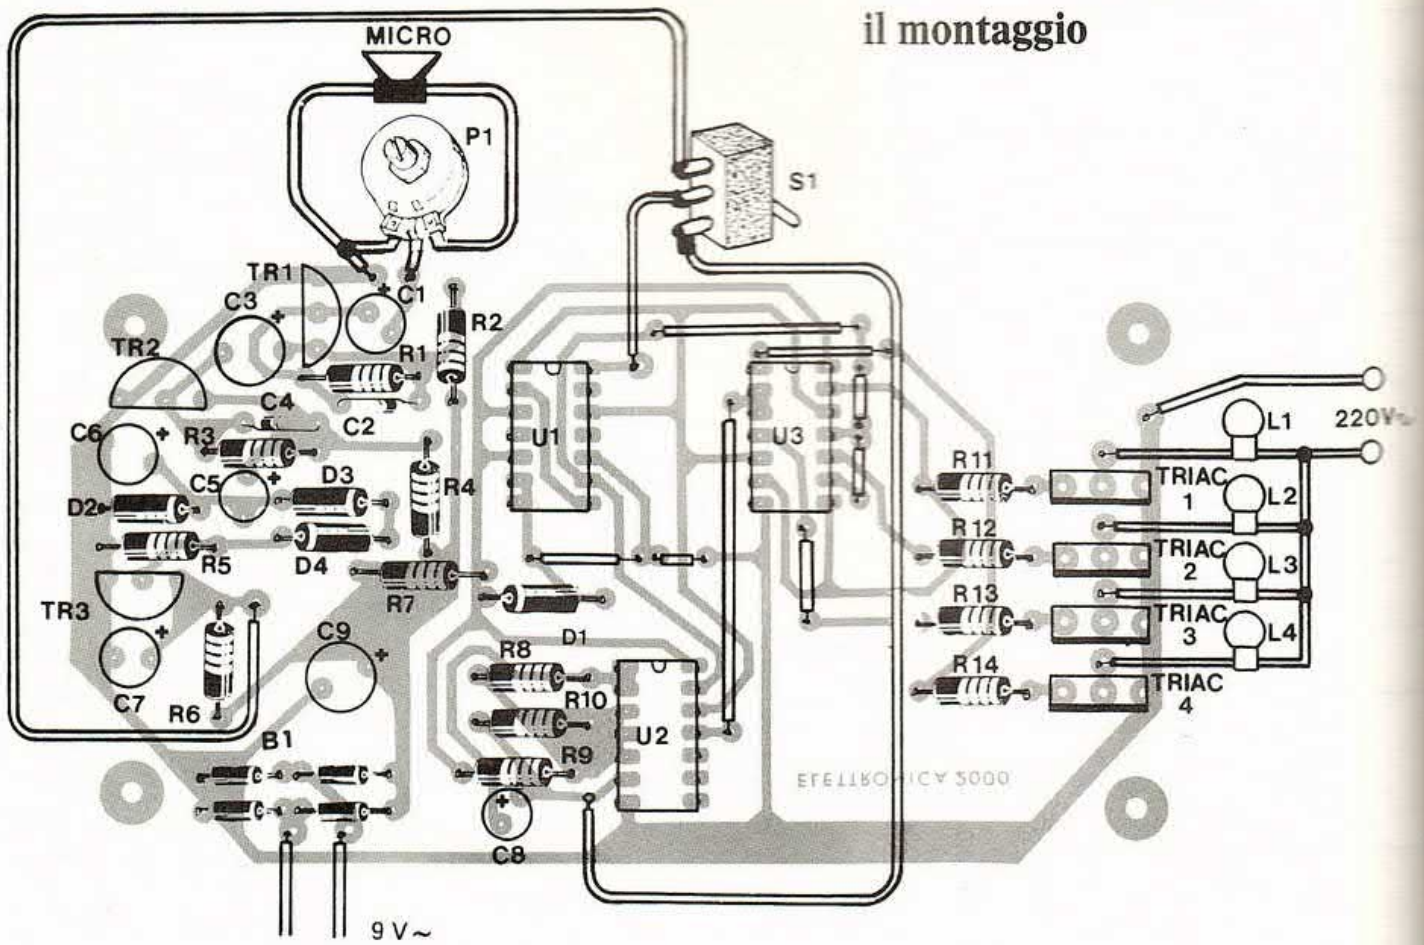 il montaggio
MICRO
P1
S1
TR1
C3
C1
R2
TR2
R1
C4
C2
C6
R3
U1
U3
L1
220V~
C5
D3
R4
R11
TRIAC
1
L2
D2
R5
D4
R12
TRIAC
2
L3
TR3
R7
D1
R13
TRIAC
3
L4
C9
R8
R14
TRIAC
4
C7
R6
R10
U2
B1
R9
ELETTRONICA 2000
C8
9V~